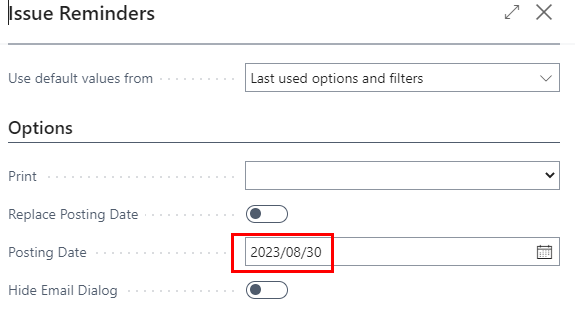 Issue Reminders
Use default values from
Last used options and filters
Options
Print
Replace Posting Date
Posting Date
2023/08/30
Hide Email Dialog